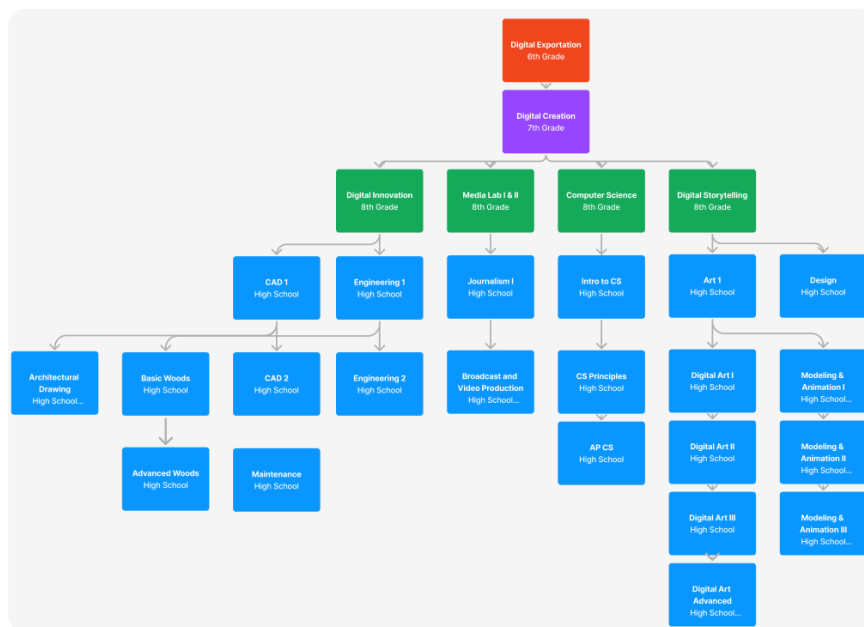 Digital Exportation
6th Grade
Digital Creation
7th Grade
Digital Innovation
8th Grade
Media Lab I & II
8th Grade
Computer Science
8th Grade
Digital Storytelling
8th Grade
CAD 1
High School
Engineering 1
High School
Journalism I
High School
Intro to CS
High School
Art 1
High School
Design
High School
Architectural
Drawing
High School...
Basic Woods
High School
CAD 2
High School
Engineering 2
High School
Broadcast and
Video Production
High School...
CS Principles
High School
Digital Art I
High School
Modeling &
Animation I
High School...
Advanced Woods
High School
Maintenance
High School
AP CS
High School
Digital Art II
High School
Modeling &
Animation II
High School...
Digital Art III
High School
Modeling &
Animation III
High School...
Digital Art
Advanced
High School...